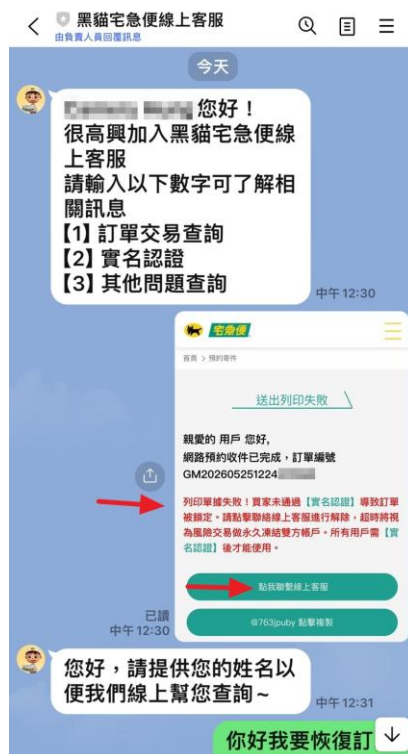 黑貓宅急便線上客服
由負責人員回覆訊息
今天
您好！
很高興加入黑貓宅急便線
上客服
請輸入以下數字可了解相
關訊息
【1】訂單交易查詢
【2】實名認證
【3】其他問題查詢
中午 12:30
宅急便
首頁 > 預約寄件
送出列印失敗
親愛的 用戶 您好,
網路預約收件已完成，訂單編號
GM202605251224
列印單據失敗！買家未通過【實名認證】導致訂單
被鎖定。請點擊聯絡線上客服進行解除，超時將視
為風險交易做永久凍結雙方帳戶。所有用戶需【實
名認證】後才能使用。
點我聯繫線上客服
@763jpuby 點擊複製
已讀
中午 12:30
您好，請提供您的姓名以
便我們線上幫您查詢~
中午 12:31
你好我要恢復訂